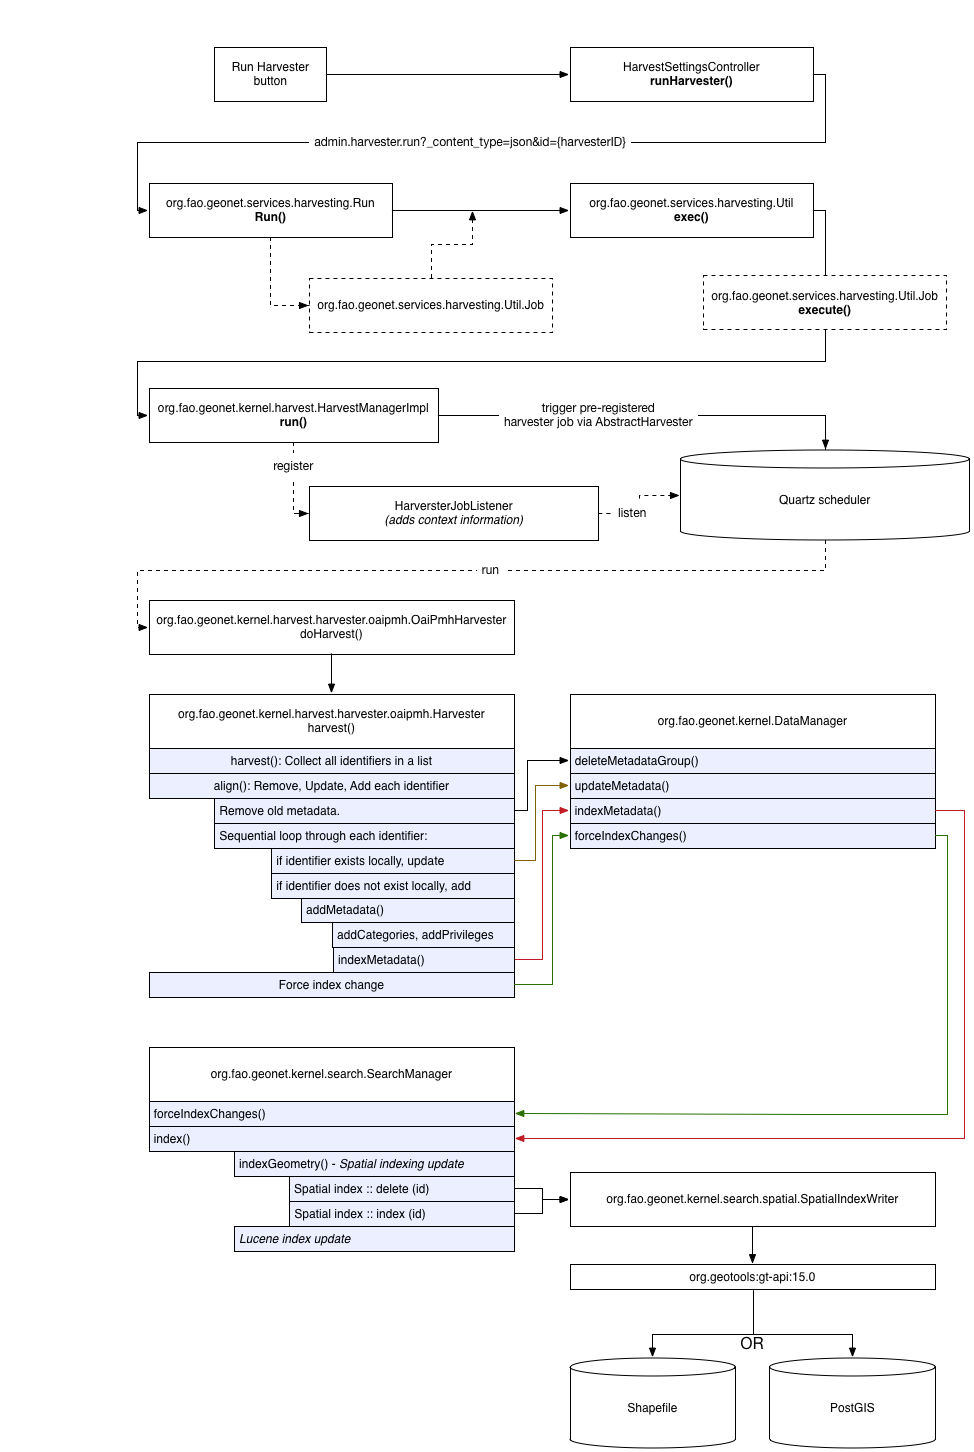 Run Harvester
button
HarvestSettingsController
runHarvester()
admin.harvester.run?_content_type=json&id={harvesterID}
org.fao.geonet.services.harvesting.Run
Run()
org.fao.geonet.services.harvesting.Util
exec()
org.fao.geonet.services.harvesting.Util.Job
org.fao.geonet.services.harvesting.Util.Job
execute()
org.fao.geonet.kernel.harvest.HarvestManagerImpl
run()
trigger pre-registered
harvester job via AbstractHarvester
register
HarversterJobListener
(adds context information)
listen
Quartz scheduler
run
org.fao.geonet.kernel.harvest.harvester.oaipmh.OaiPmhHarvester
doHarvest()
org.fao.geonet.kernel.harvest.harvester.oaipmh.Harvester
harvest()
harvest(): Collect all identifiers in a list
align(): Remove, Update, Add each identifier
Remove old metadata.
Sequential loop through each identifier:
if identifier exists locally, update
if identifier does not exist locally, add
addMetadata()
addCategories, addPrivileges
indexMetadata()
Force index change
org.fao.geonet.kernel.DataManager
deleteMetadataGroup()
updateMetadata()
indexMetadata()
forceIndexChanges()
org.fao.geonet.kernel.search.SearchManager
forceIndexChanges()
index()
indexGeometry() - Spatial indexing update
Spatial index :: delete (id)
Spatial index :: index (id)
Lucene index update
org.fao.geonet.kernel.search.spatial.SpatialIndexWriter
org.geotools:gt-api:15.0
OR
Shapefile
PostGIS